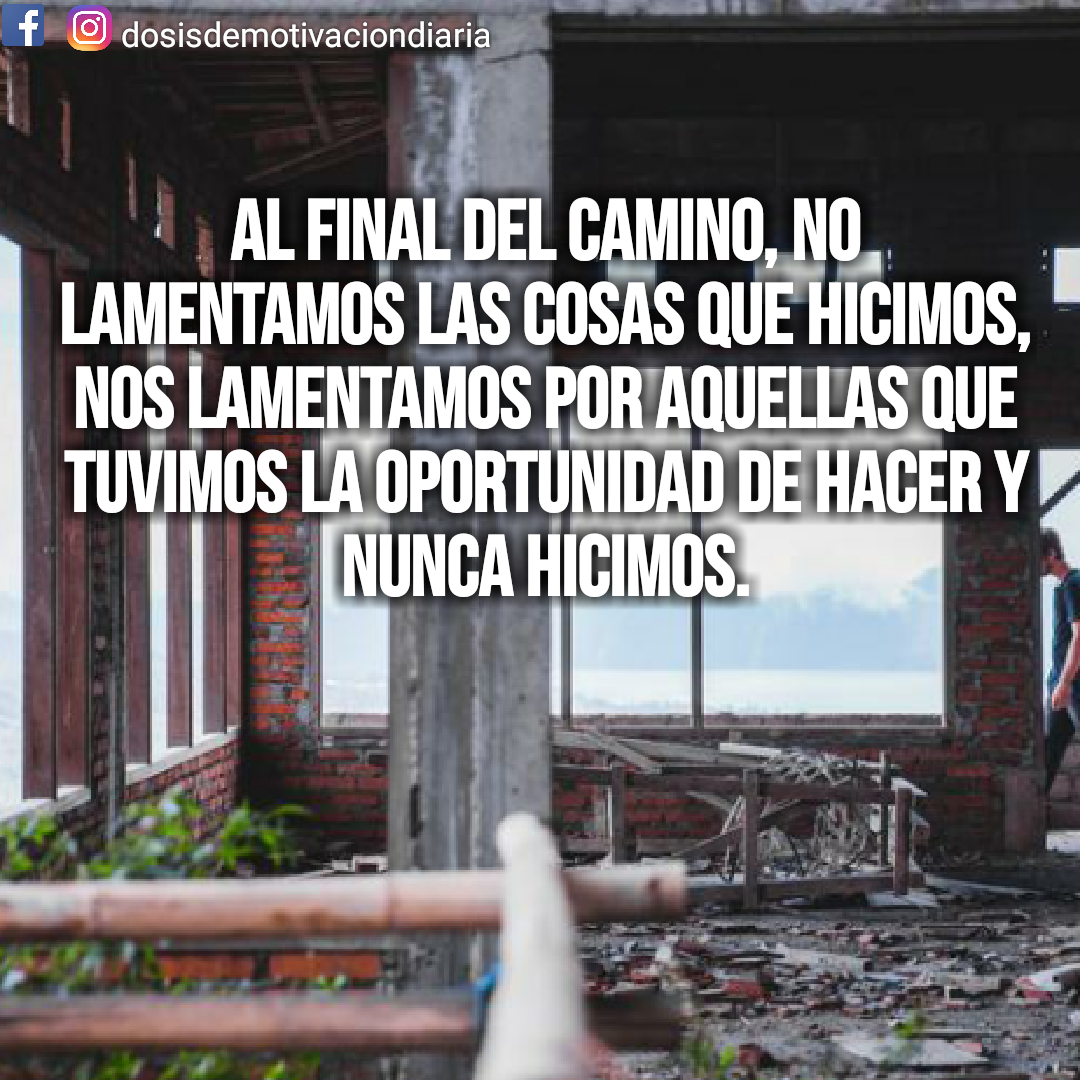 dosisdemotivaciondiaria
AL FINAL DEL CAMINO, NO
LAMENTAMOS LAS COSAS QUE HICIMOS,
NOS LAMENTAMOS POR AQUELLAS QUE
TUVIMOS LA OPORTUNIDAD DE HACER Y
NUNCA HICIMOS.